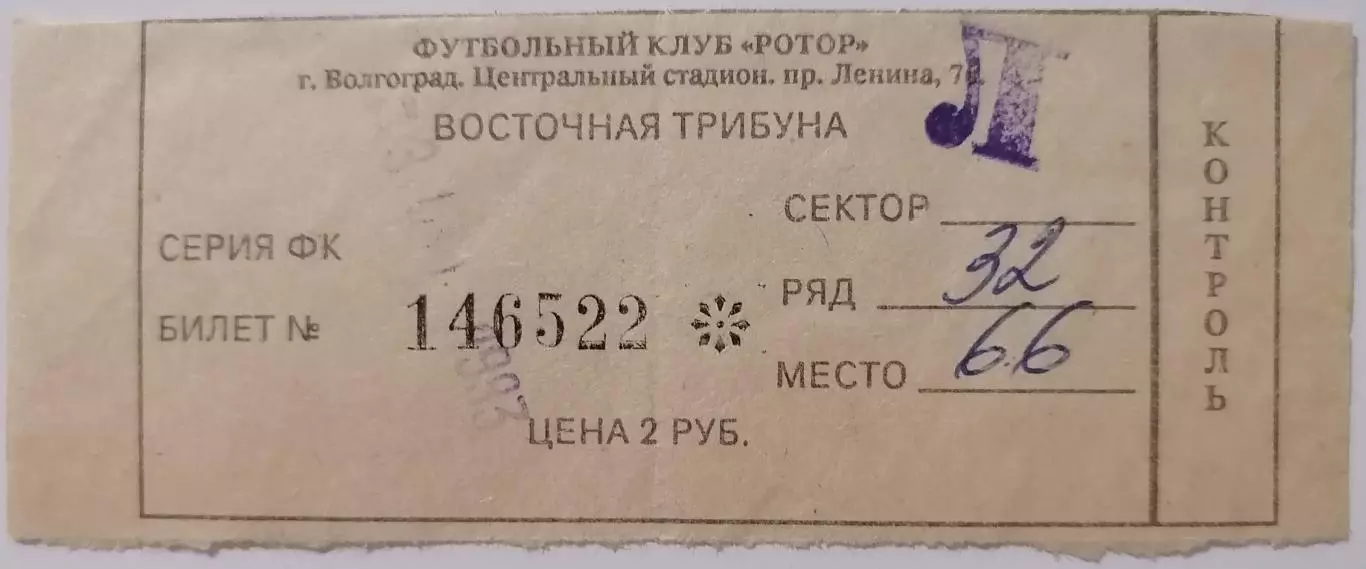 ФУТБОЛЬНЫЙ КЛУБ «РОТОР»
г. Волгоград. Центральный стадион. пр. Ленина,
Л
ВОСТОЧНАЯ ТРИБУНА
СЕКТОР
СЕРИЯ ФК
РЯД 32
БИЛЕТ № 146522
МЕСТО 66
ЦЕНА 2 РУБ.
КОНТРОЛЬ